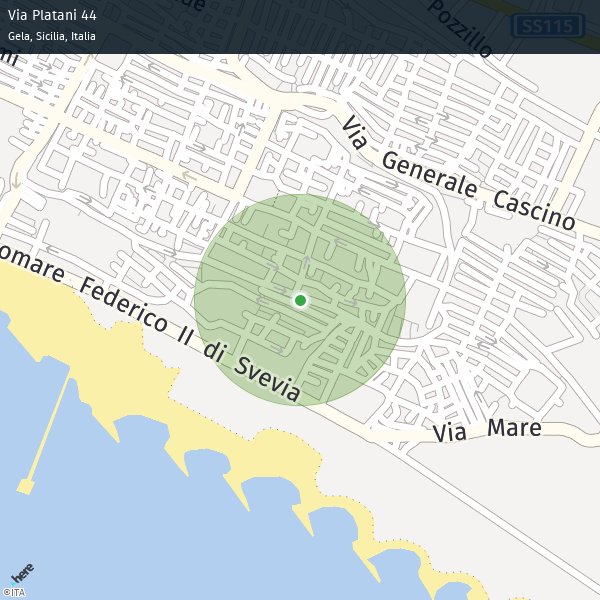 Via Platani 44
Gela, Sicilia, Italia
Pozzillo
SS115
Via Generale Cascino
Federico II di Svevia
Via Mare
here
©ITA